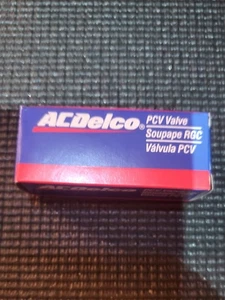 ACDelco®
PCV Valve
Soupape RGC
Válvula PCV